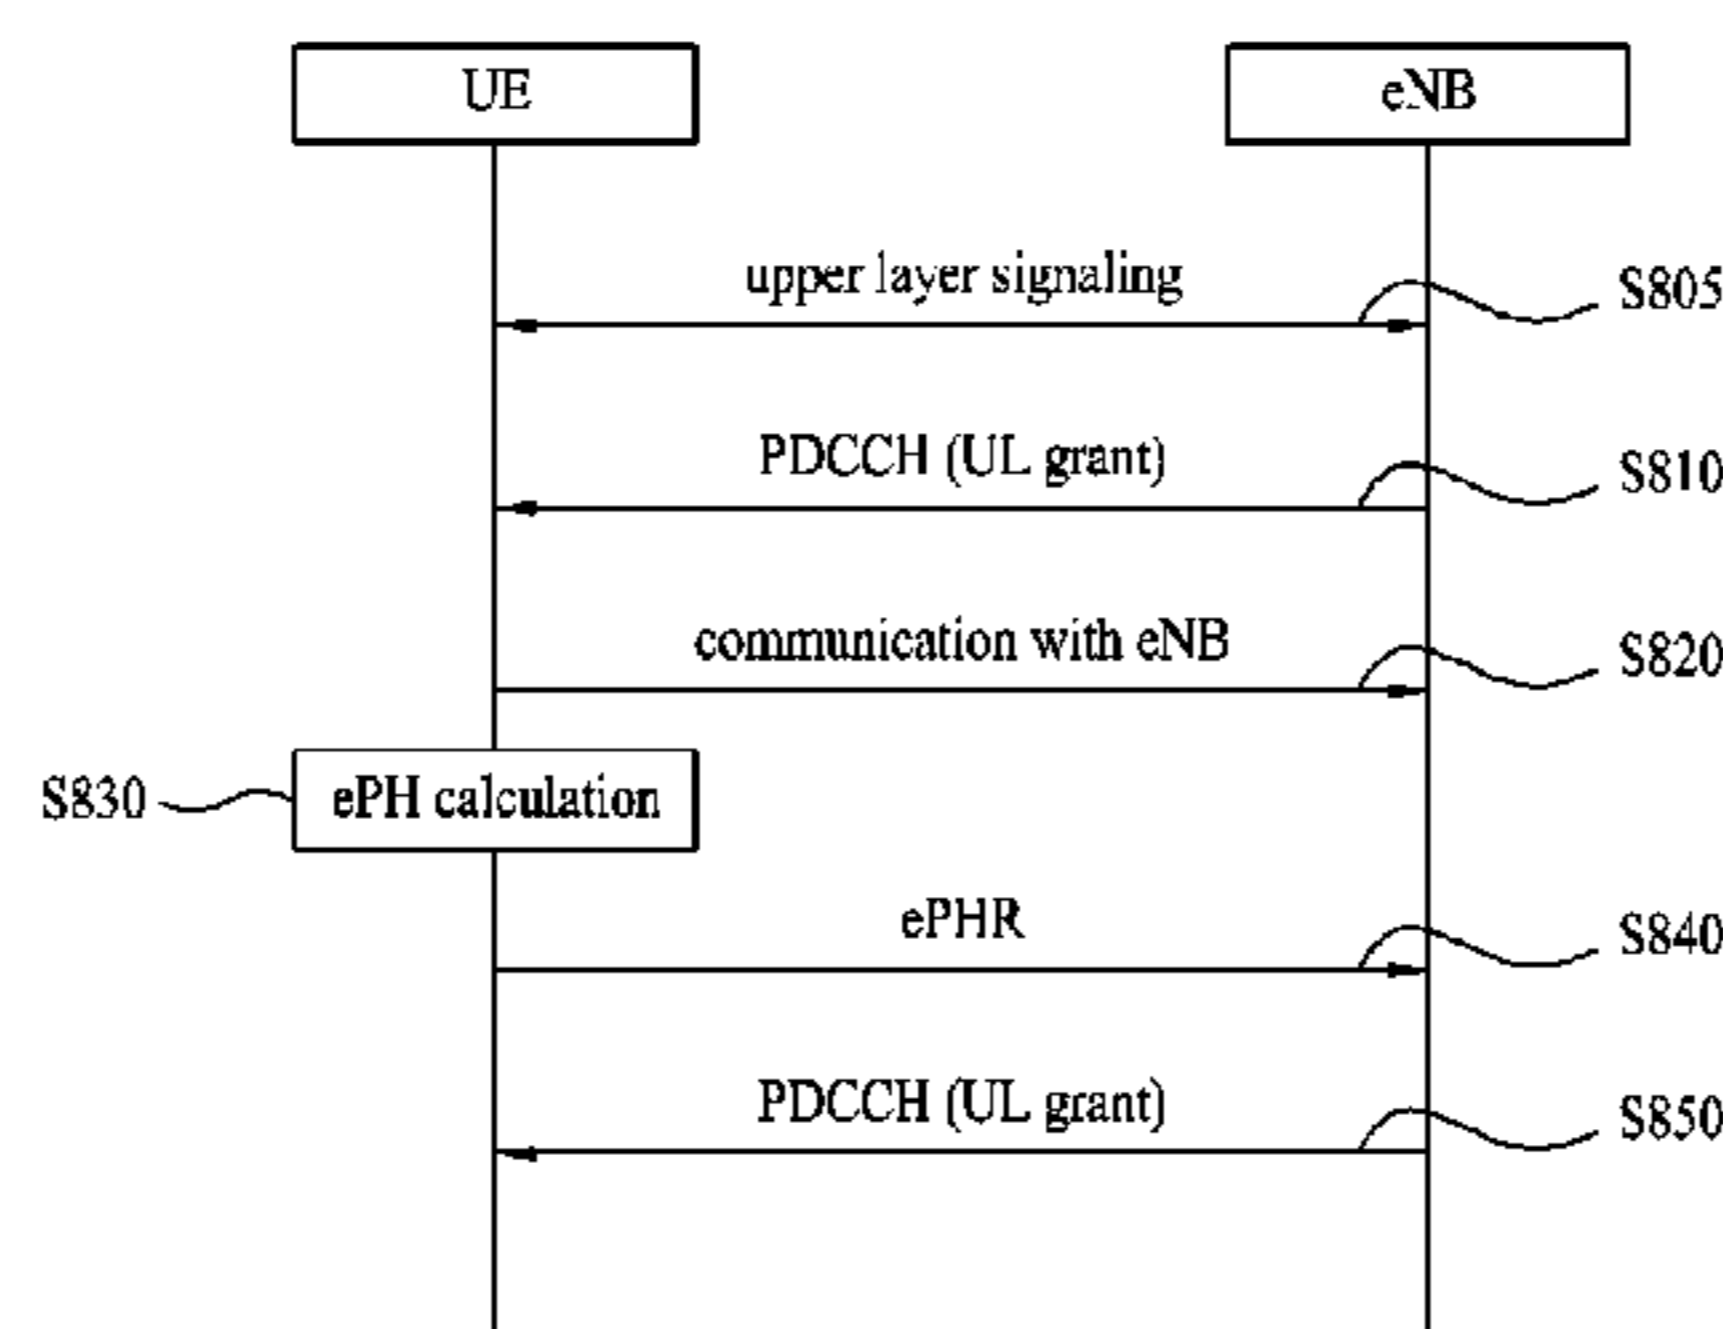 UE
eNB
upper layer signaling
S805
PDCCH (UL grant)
S810
communication with eNB
S820
S830
ePH calculation
ePHR
S840
PDCCH (UL grant)
S850